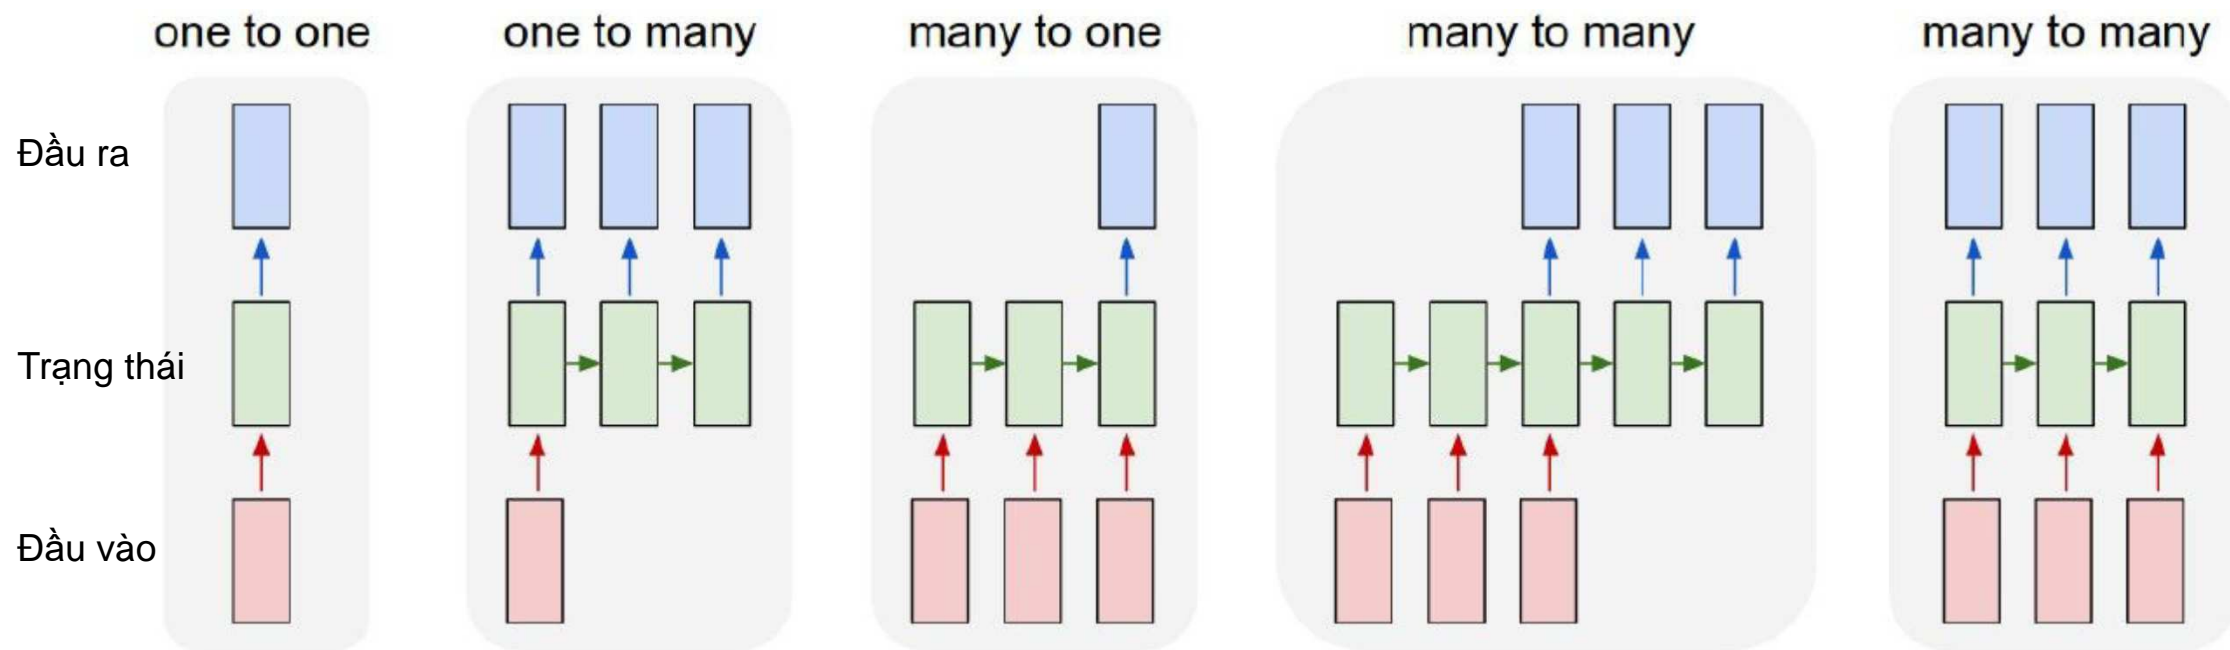 one to one
one to many
many to one
many to many
many to many
Đầu ra
Trạng thái
Đầu vào